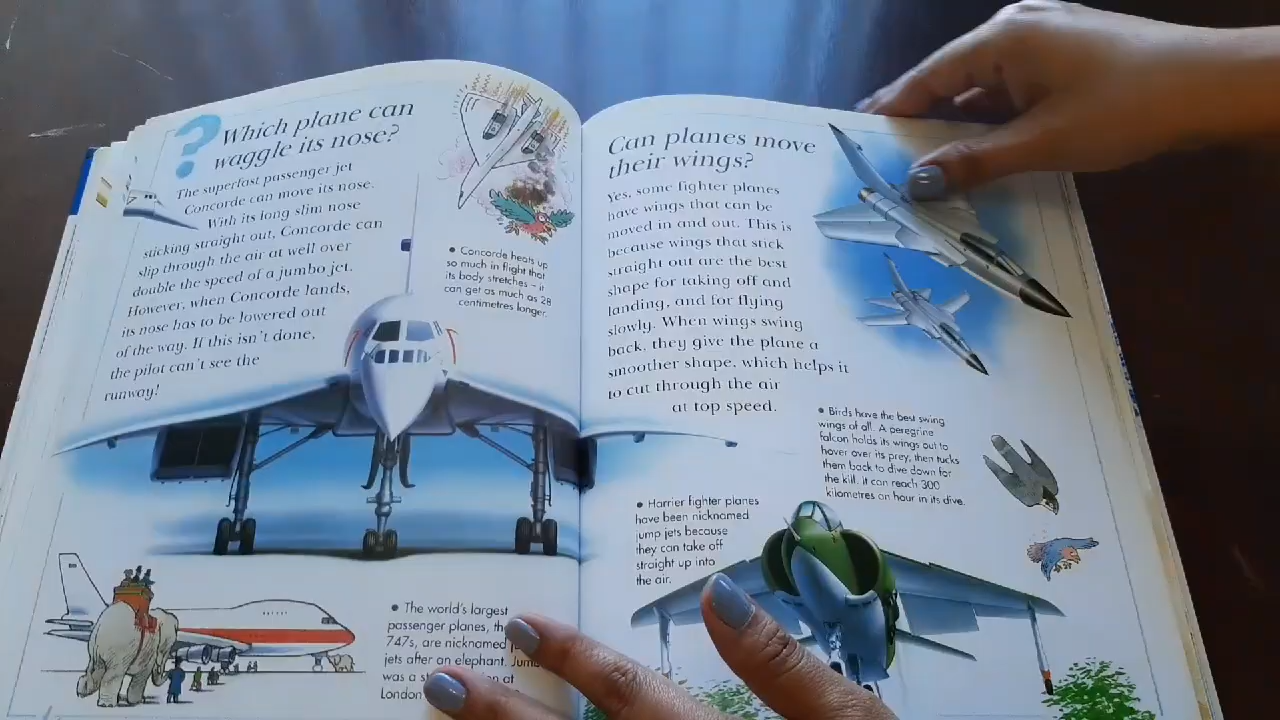 Which plane can
waggle its nose?
The superfast passenger jet
Concorde can move its nose.
With its long slim nose
sticking straight out, Concorde can
slip through the air at well over
double the speed of a jumbo jet.
However, when Concorde lands,
its nose has to be lowered out
of the way. If this isn't done,
the pilot can't see the
runway!
• Concorde heats up
so much in flight that
its body stretches – it
can get as much as 28
centimetres longer.
• The world's largest
passenger planes,
747s, are nicknamed
jets after an elephant.
was a at
London
Can planes move
their wings?
Yes, some fighter planes
have wings that can be
moved in and out. This is
because wings that stick
straight out are the best
shape for taking off and
landing, and for flying
slowly. When wings swing
back, they give the plane a
smoother shape, which helps it
to cut through the air
at top speed.
• Birds have the best swing
wings of all. A peregrine
falcon holds its wings out to
hover over its prey, then tucks
them back to dive down for
the kill. It can reach 300
kilometres an hour in its dive.
• Harrier fighter planes
have been nicknamed
jump jets because
they can take off
straight up into
the air.